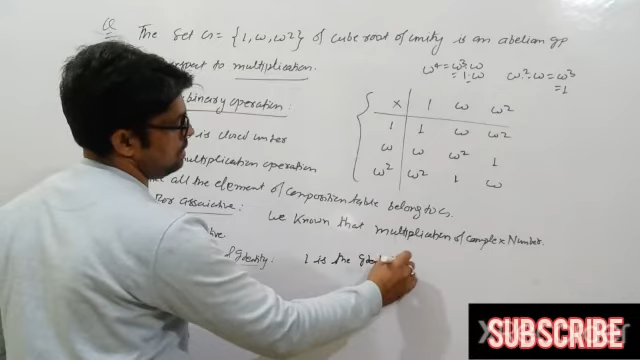 Q The set G = {1, ω, ω2} of cube root of unity is an abelian gp
respect to multiplication.
ω4 = ω3·ω
= 1·ω
ω2·ω = ω3
= 1
binary operation:
× 1 ω ω2
1 1 ω ω2
ω ω ω2 1
ω2 ω2 1 ω
is closed under
multiplication operation
all the element of composition table belong to G.
For associative: we known that multiplication of complex Number.
identity: 1 is the
SUBSCRIBE